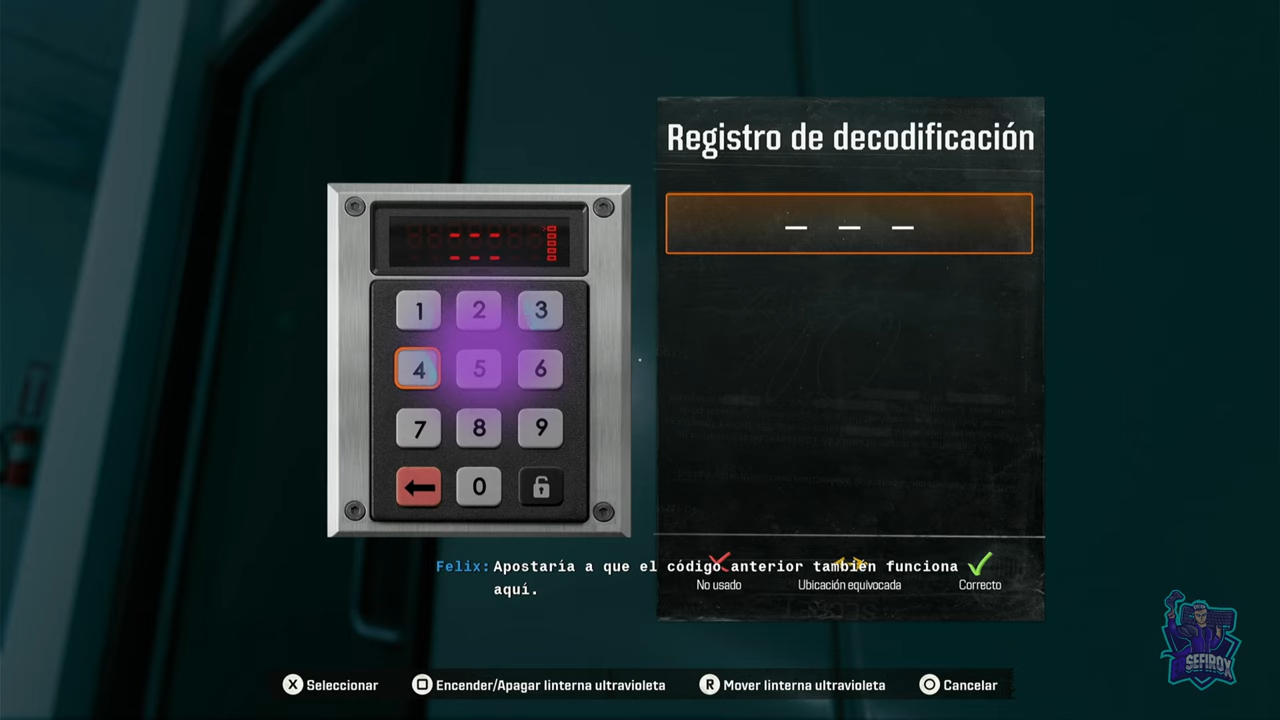 Registro de decodificación
— — —
--- 
1 2 3
4 5 6
7 8 9
0
Felix: Apostaría a que el código anterior también funciona
aquí.
No usado Ubicación equivocada Correcto
X Seleccionar Encender/Apagar linterna ultravioleta R Mover linterna ultravioleta Cancelar
SEFIROX